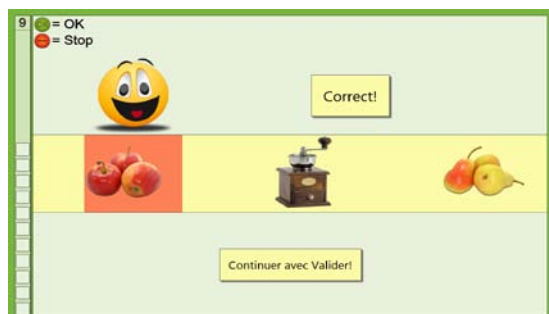 9
= OK
= Stop
Correct!
Continuer avec Valider!